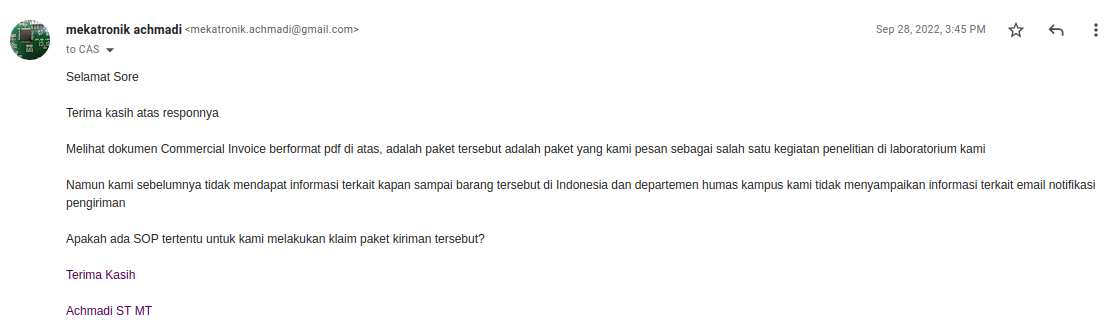 mekatronik achmadi <mekatronik.achmadi@gmail.com>
Sep 28, 2022, 3:45 PM
to CAS
Selamat Sore
Terima kasih atas responnya
Melihat dokumen Commercial Invoice berformat pdf di atas, adalah paket tersebut adalah paket yang kami pesan sebagai salah satu kegiatan penelitian di laboratorium kami
Namun kami sebelumnya tidak mendapat informasi terkait kapan sampai barang tersebut di Indonesia dan departemen humas kampus kami tidak menyampaikan informasi terkait email notifikasi
pengiriman
Apakah ada SOP tertentu untuk kami melakukan klaim paket kiriman tersebut?
Terima Kasih
Achmadi ST MT